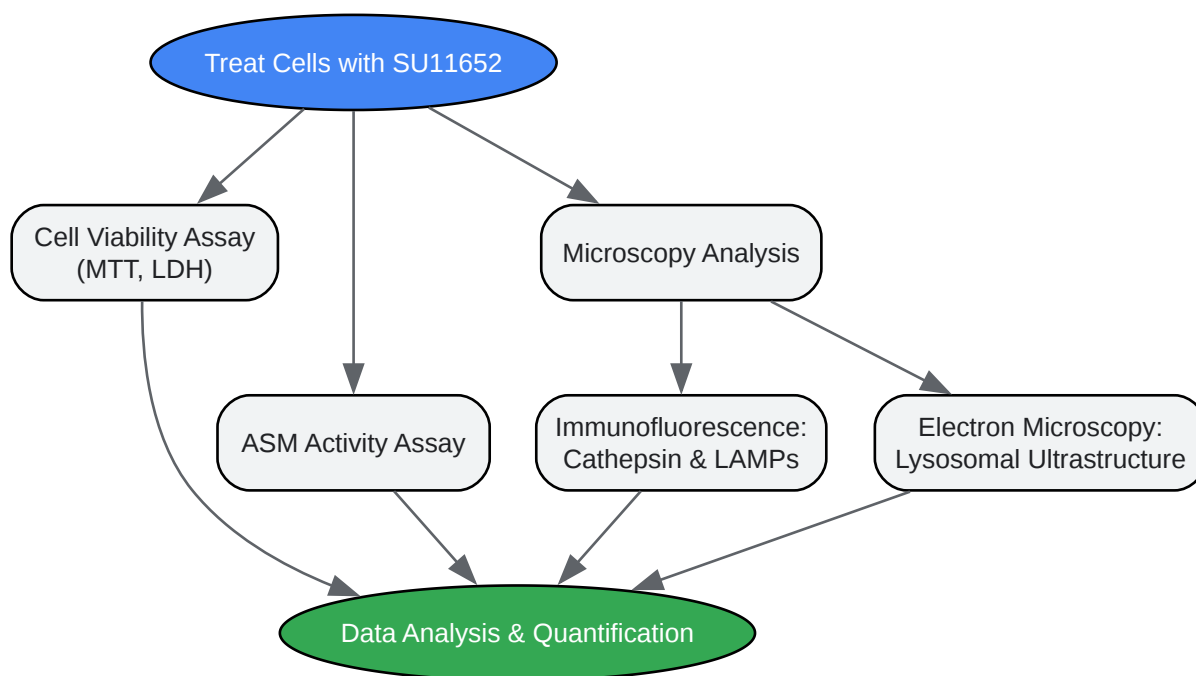 Treat Cells with SU11652
Cell Viability Assay
(MTT, LDH)
Microscopy Analysis
ASM Activity Assay
Immunofluorescence:
Cathepsin & LAMPs
Electron Microscopy:
Lysosomal Ultrastructure
Data Analysis & Quantification